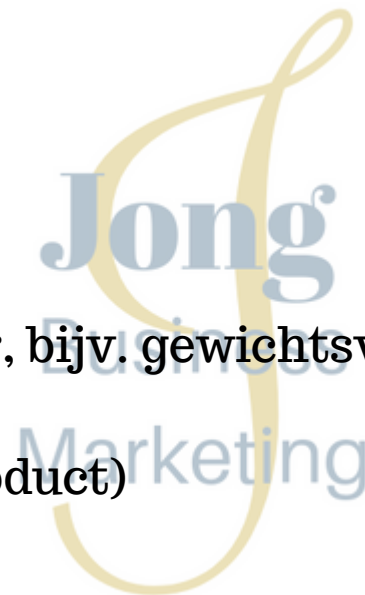 Jong
Business
, bijv. gewichtsv
Marketing
oduct)